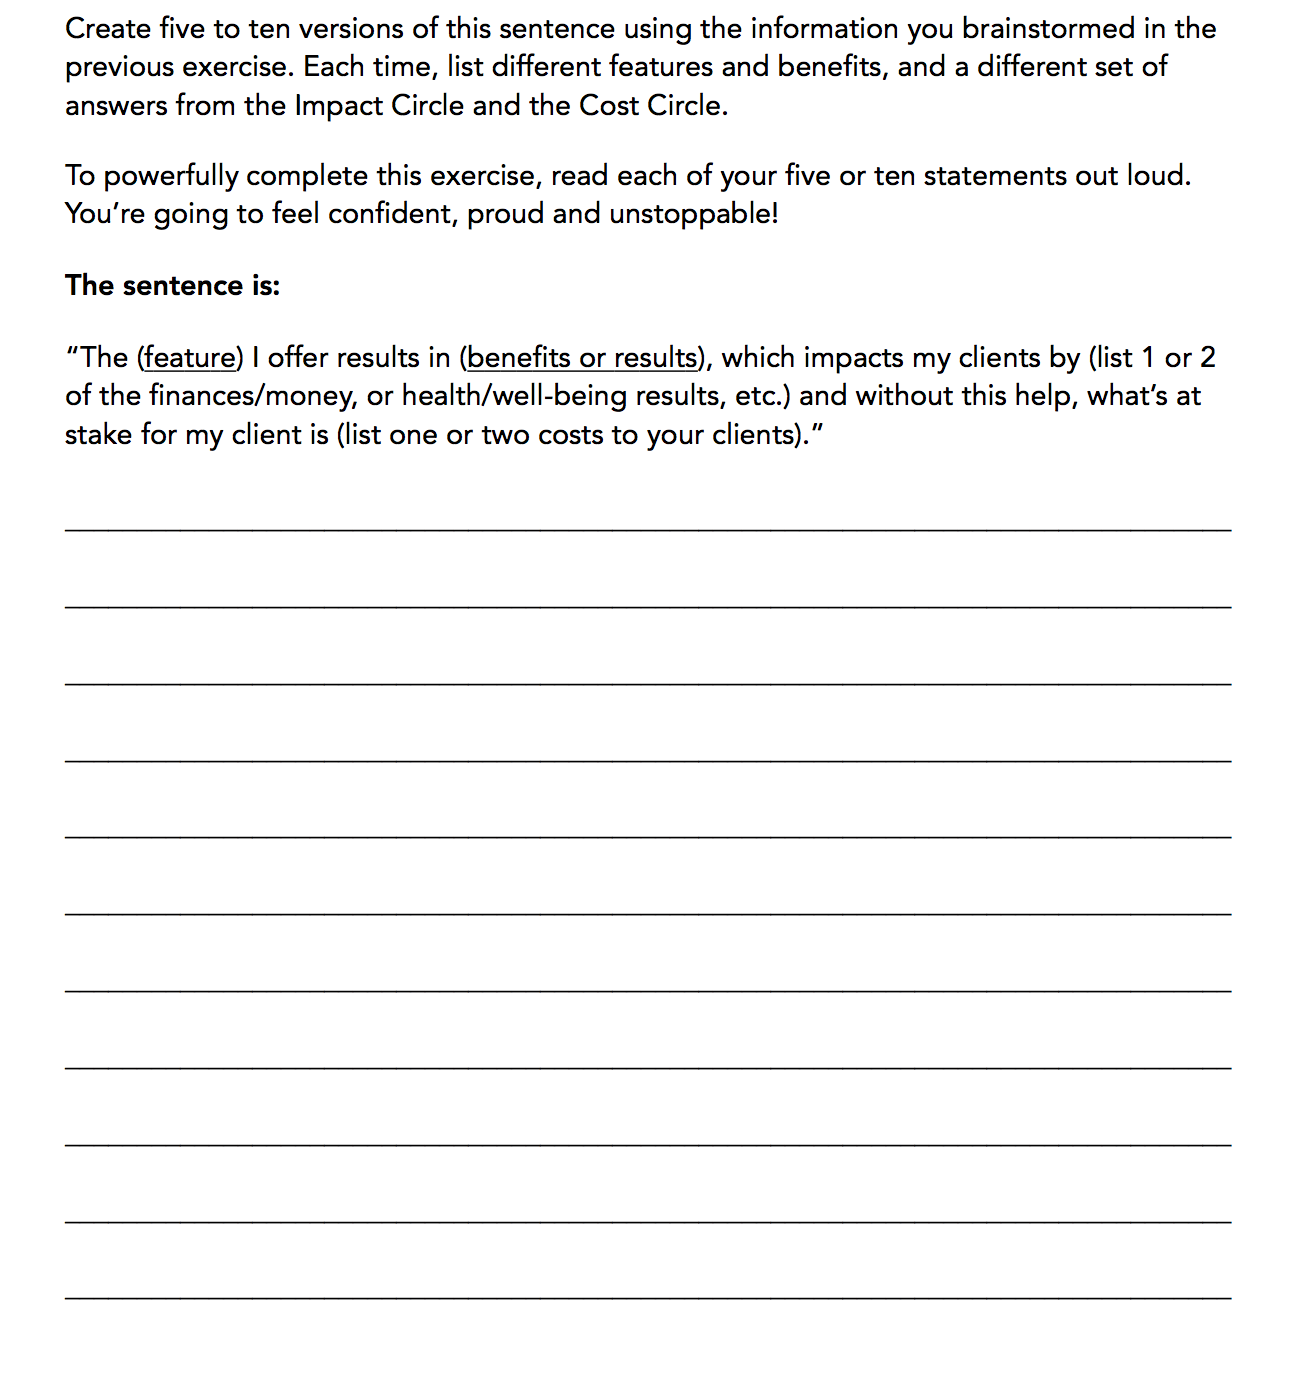 Create five to ten versions of this sentence using the information you brainstormed in the
previous exercise. Each time, list different features and benefits, and a different set of
answers from the Impact Circle and the Cost Circle.
To powerfully complete this exercise, read each of your five or ten statements out loud.
You’re going to feel confident, proud and unstoppable!
The sentence is:
“The (feature) I offer results in (benefits or results), which impacts my clients by (list 1 or 2
of the finances/money, or health/well-being results, etc.) and without this help, what’s at
stake for my client is (list one or two costs to your clients).”